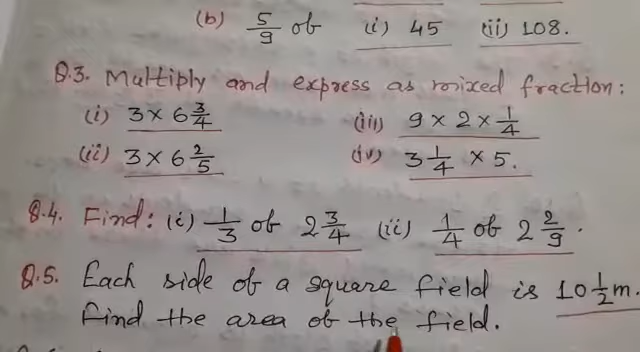 (b) 5/9 of (i) 45 (ii) 108.
Q.3. Multiply and express as mixed fraction:
(i) 3 × 6 3/4 (iii) 9 × 2 × 1/4
(ii) 3 × 6 2/5 (iv) 3 1/4 × 5.
Q.4. Find: (i) 1/3 of 2 3/4 (ii) 1/4 of 2 2/9.
Q.5. Each side of a square field is 10 1/2 m.
Find the area of the field.